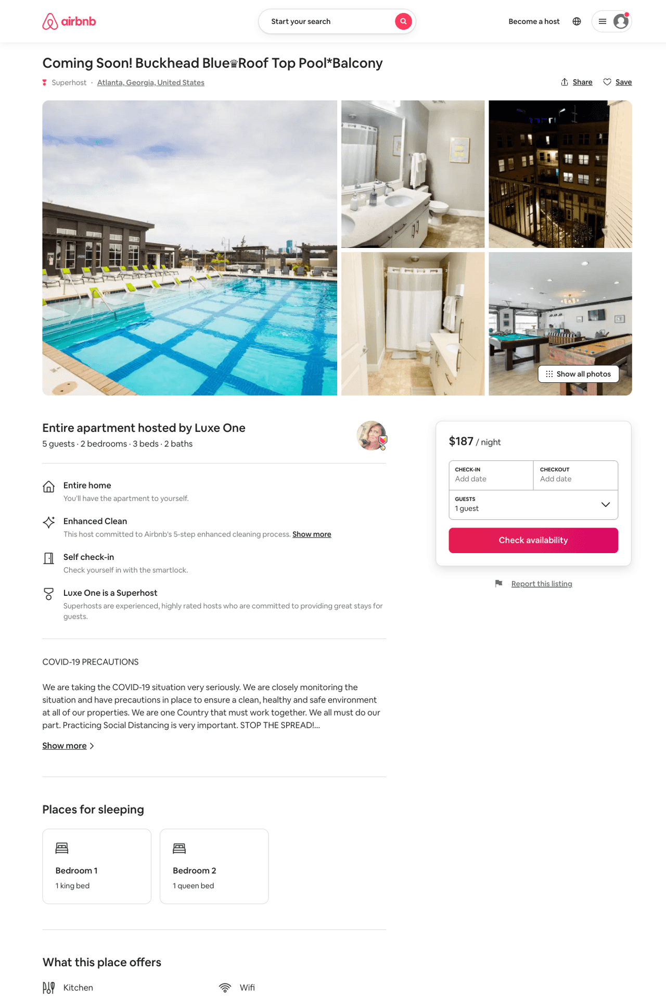 airbnb
Start your search
Become a host
Coming Soon! Buckhead Blue♛Roof Top Pool*Balcony
Superhost · Atlanta, Georgia, United States
Share
Save
Show all photos
Entire apartment hosted by Luxe One
5 guests · 2 bedrooms · 3 beds · 2 baths
$187 / night
CHECK-IN
Add date
CHECKOUT
Add date
GUESTS
1 guest
Check availability
Report this listing
Entire home
You'll have the apartment to yourself.
Enhanced Clean
This host committed to Airbnb's 5-step enhanced cleaning process. Show more
Self check-in
Check yourself in with the smartlock.
Luxe One is a Superhost
Superhosts are experienced, highly rated hosts who are committed to providing great stays for
guests.
COVID-19 PRECAUTIONS
We are taking the COVID-19 situation very seriously. We are closely monitoring the
situation and have precautions in place to ensure a clean, healthy and safe environment
at all of our properties. We are one Country that must work together. We all must do our
part. Practicing Social Distancing is very important. STOP THE SPREAD!...
Show more
Places for sleeping
Bedroom 1
1 king bed
Bedroom 2
1 queen bed
What this place offers
Kitchen
Wifi